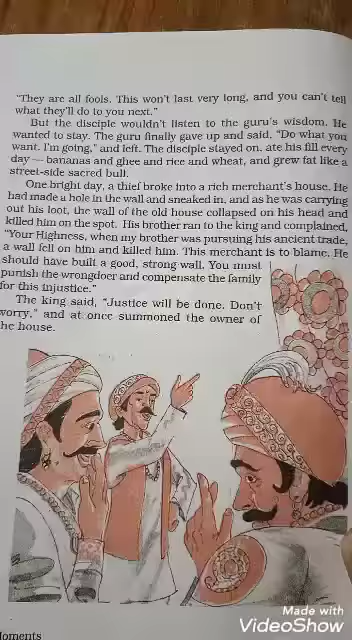 "They are all fools. This won't last very long, and you can't tell
what they'll do to you next."
But the disciple wouldn't listen to the guru's wisdom. He
wanted to stay. The guru finally gave up and said, "Do what you
want. I'm going," and left. The disciple stayed on, ate his fill every
day — bananas and ghee and rice and wheat, and grew fat like a
street-side sacred bull.
One bright day, a thief broke into a rich merchant's house. He
had made a hole in the wall and sneaked in, and as he was carrying
out his loot, the wall of the old house collapsed on his head and
killed him on the spot. His brother ran to the king and complained,
"Your Highness, when my brother was pursuing his ancient trade,
a wall fell on him and killed him. This merchant is to blame. He
should have built a good, strong wall. You must
punish the wrongdoer and compensate the family
for this injustice."
The king said, "Justice will be done. Don't
worry," and at once summoned the owner of
he house.
loments
Made with
VideoShow